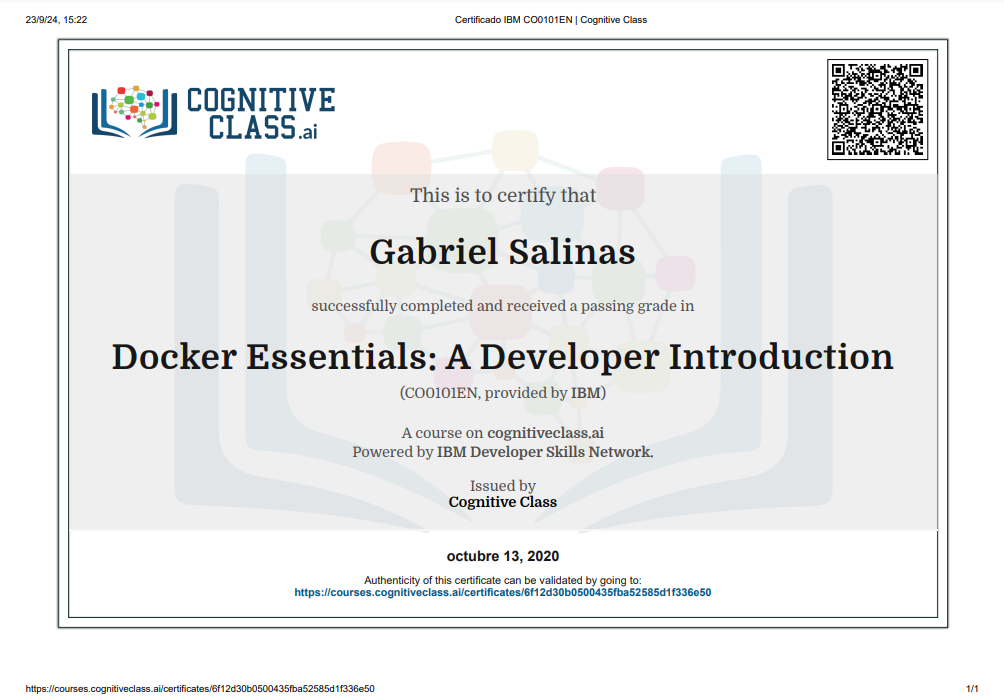 23/9/24, 15:22
Certificado IBM CO0101EN | Cognitive Class
COGNITIVE
CLASS.ai
This is to certify that
Gabriel Salinas
successfully completed and received a passing grade in
Docker Essentials: A Developer Introduction
(CO0101EN, provided by IBM)
A course on cognitiveclass.ai
Powered by IBM Developer Skills Network.
Issued by
Cognitive Class
octubre 13, 2020
Authenticity of this certificate can be validated by going to:
https://courses.cognitiveclass.ai/certificates/6f12d30b0500435fba52585d1f336e50
https://courses.cognitiveclass.ai/certificates/6f12d30b0500435fba52585d1f336e50
1/1